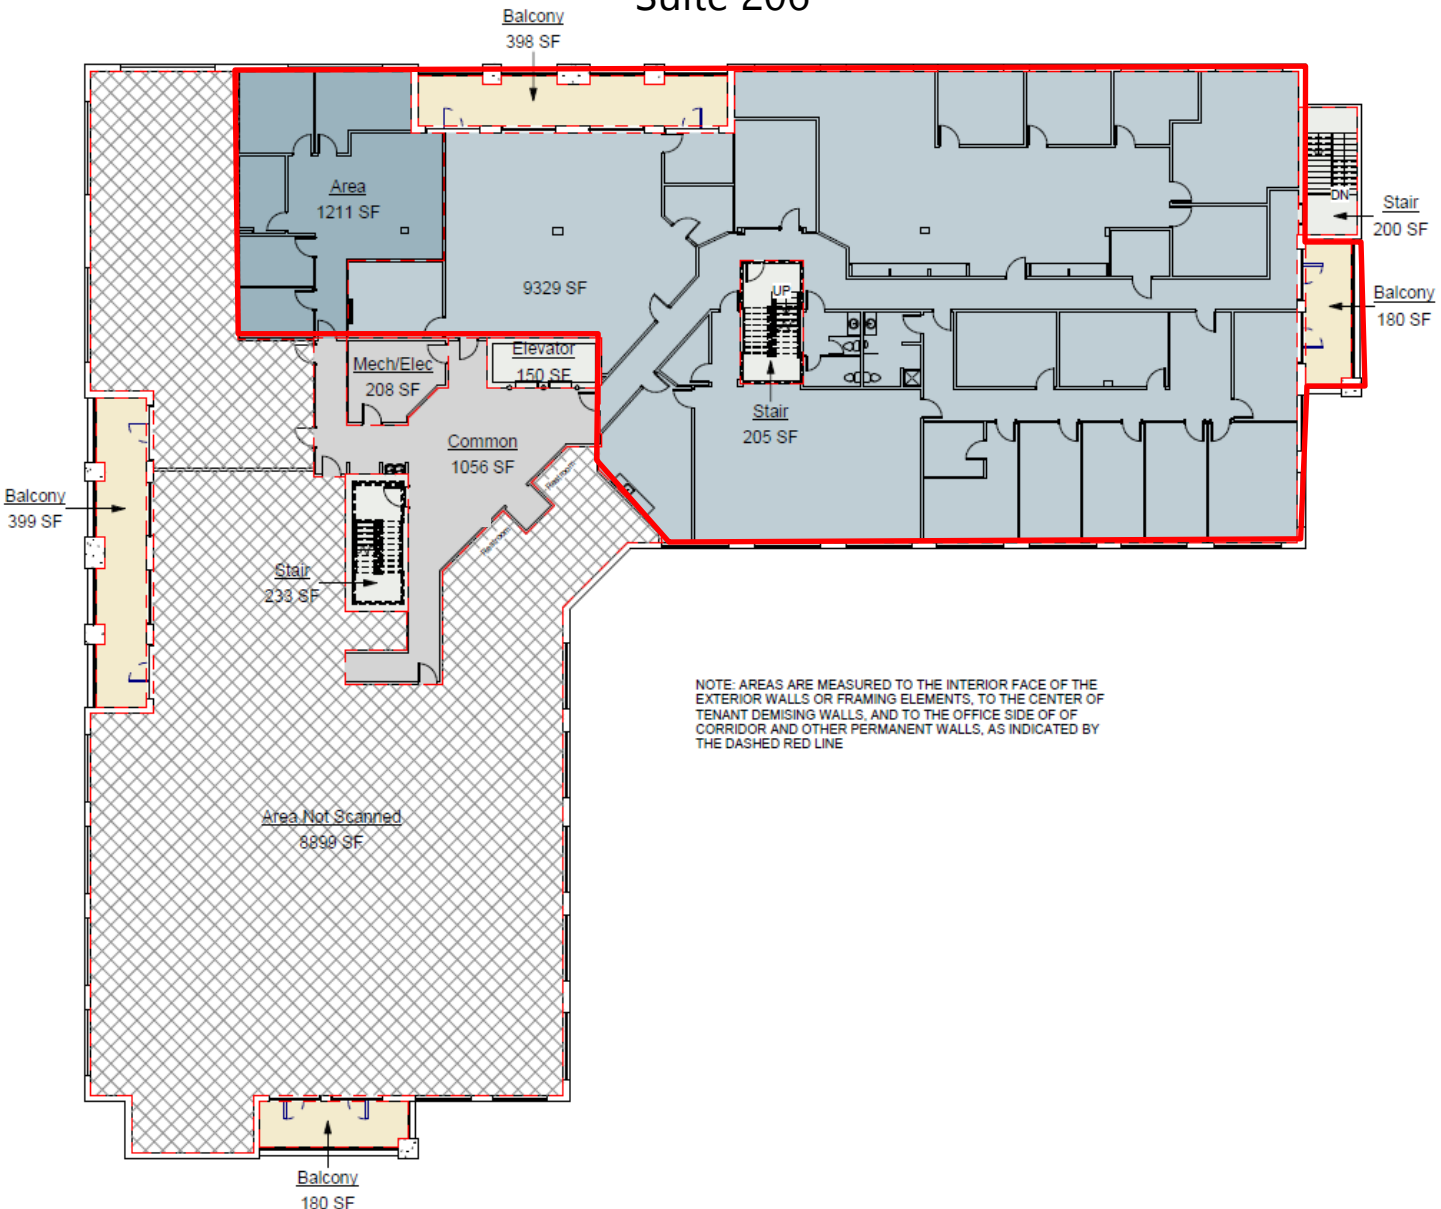 Suite 206
Balcony
398 SF
Area
1211 SF
9329 SF
DN
Stair
200 SF
Balcony
180 SF
UP
Elevator
150 SF
Mech/Elec
208 SF
Stair
205 SF
Common
1056 SF
Restroom
Restroom
Balcony
399 SF
Stair
233 SF
NOTE: AREAS ARE MEASURED TO THE INTERIOR FACE OF THE
EXTERIOR WALLS OR FRAMING ELEMENTS, TO THE CENTER OF
TENANT DEMISING WALLS, AND TO THE OFFICE SIDE OF OF
CORRIDOR AND OTHER PERMANENT WALLS, AS INDICATED BY
THE DASHED RED LINE
Area Not Scanned
8899 SF
Balcony
180 SF